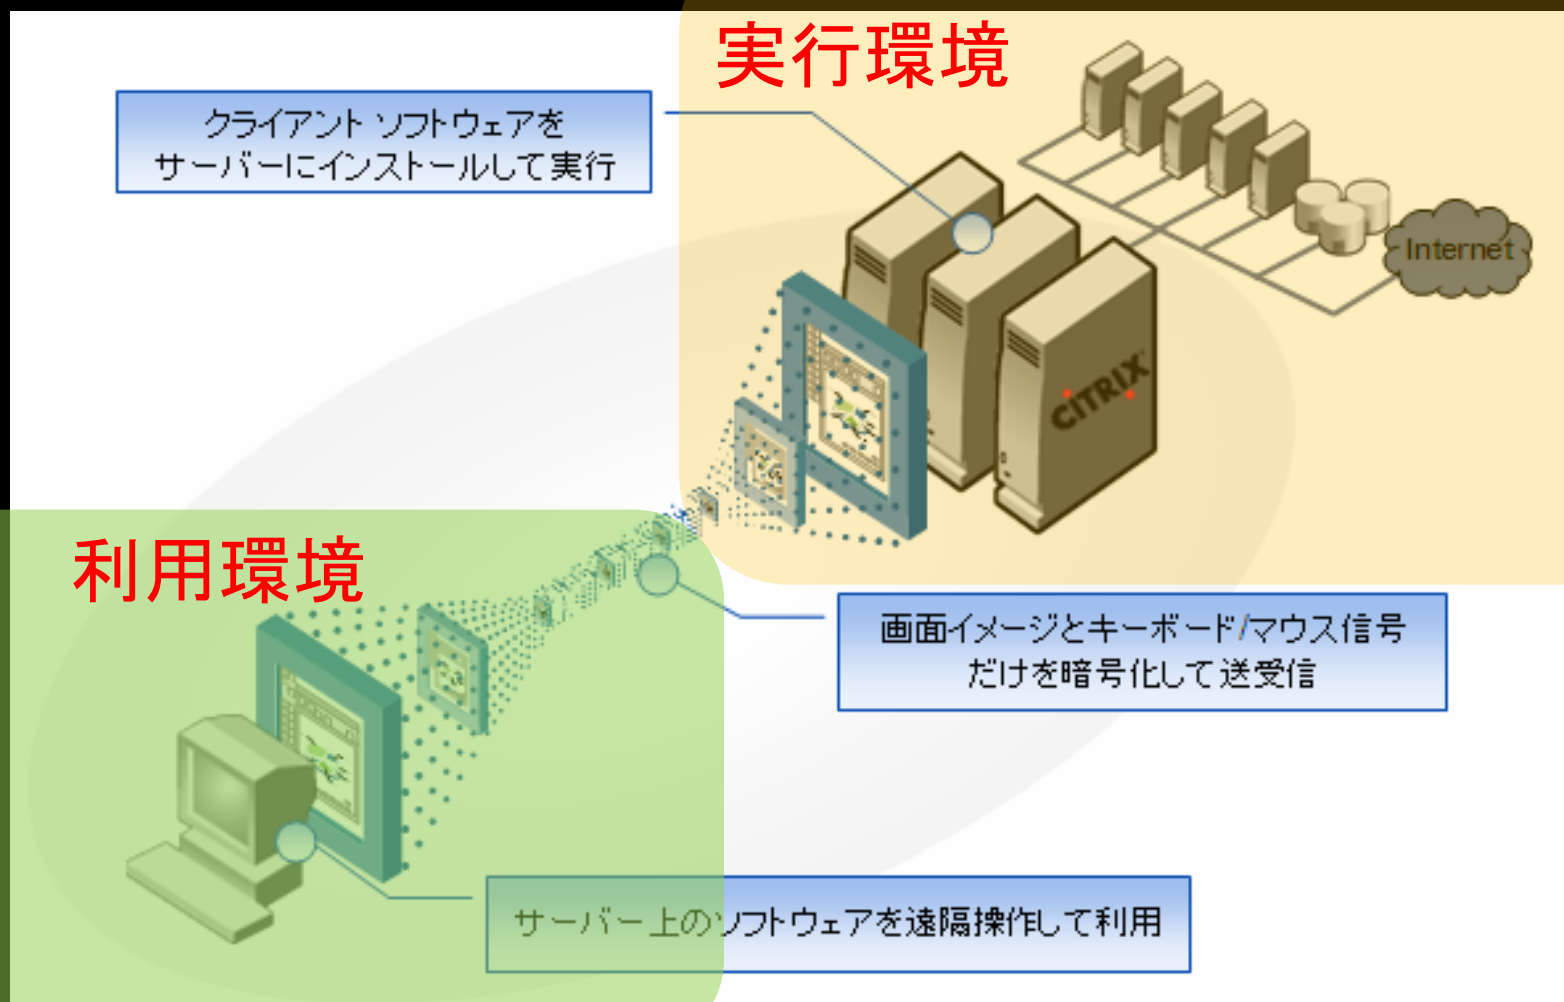 実行環境
クライアント ソフトウェアを
サーバーにインストールして実行
Internet
CITRIX
利用環境
画面イメージとキーボード/マウス信号
だけを暗号化して送受信
サーバー上のソフトウェアを遠隔操作して利用